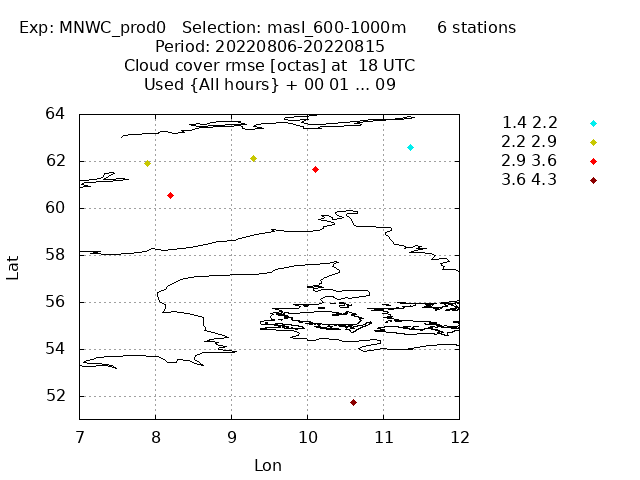 Exp: MNWC_prod0   Selection: masl_600-1000m      6 stations
Period: 20220806-20220815
Cloud cover rmse [octas] at  18 UTC
Used {All hours} + 00 01 ... 09
64
62
60
58
56
54
52
Lat
7 8 9 10 11 12
Lon
1.4 2.2
2.2 2.9
2.9 3.6
3.6 4.3